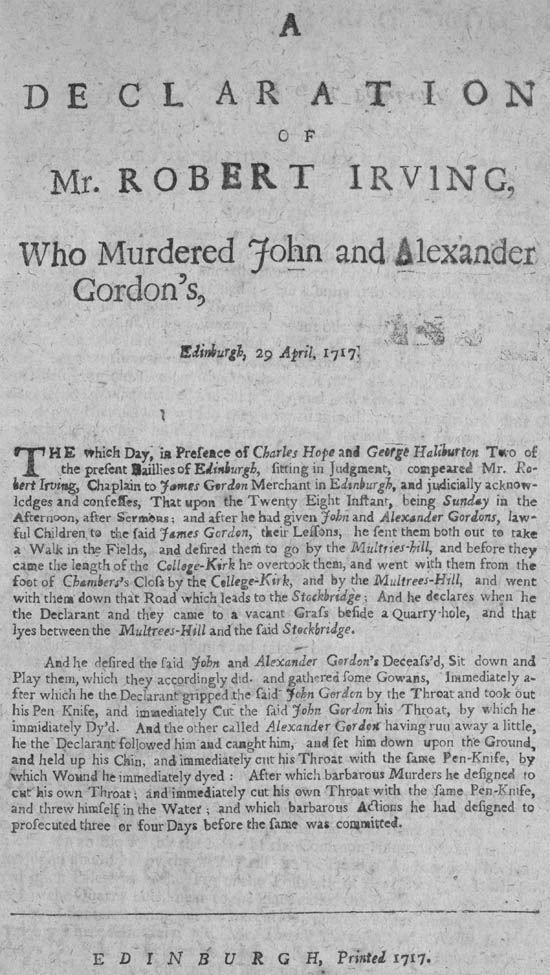 A
DECLARATION
OF
Mr. ROBERT IRVING,
Who Murdered John and Alexander
Gordon's,
Edinburgh, 29 April, 1717.
THE which Day, in Presence of Charles Hope and George Haliburton Two of
the present Baillies of Edinburgh, sitting in Judgment, compeared Mr. Ro-
bert Irving, Chaplain to James Gordon Merchant in Edinburgh, and judicially acknow-
ledges and confesses, That upon the Twenty Eight Instant, being Sunday in the
Afternoon, after Sermons; and after he had given John and Alexander Gordons, law-
ful Children to the said James Gordon, their Lessons, he sent them both out to take
a Walk in the Fields, and desired them to go by the Multries-hill, and before they
came the length of the College-Kirk he overtook them, and went with them from the
foot of Chambers's Closs by the College-Kirk, and by the Multrees-Hill, and went
with them down that Road which leads to the Stockbridge; And he declares when he
the Declarant and they came to a vacant Grass beside a Quarry-hole, and that
lyes between the Multrees-Hill and the said Stockbridge.
And he desired the said John and Alexander Gordon's Deceass'd, Sit down and
Play them, which they accordingly did. and gathered some Gowans, Immediately a-
fter which he the Declarant gripped the said John Gordon by the Throat and took out
his Pen Knife, and immediately Cut the said John Gordon his Throat, by which he
immidiately Dy'd. And the other called Alexander Gordon having run away a little,
he the Declarant followed him and caught him, and set him down upon the Ground,
and held up his Chin, and immediately cut his Throat with the same Pen-Knife, by
which Wound he immediately dyed: After which barbarous Murders he designed to
cut his own Throat; and immediately cut his own Throat with the same Pen-Knife,
and threw himself in the Water; and which barbarous Actions he had designed to
prosecuted three or four Days before the same was committed.
EDINBURGH, Printed 1717.